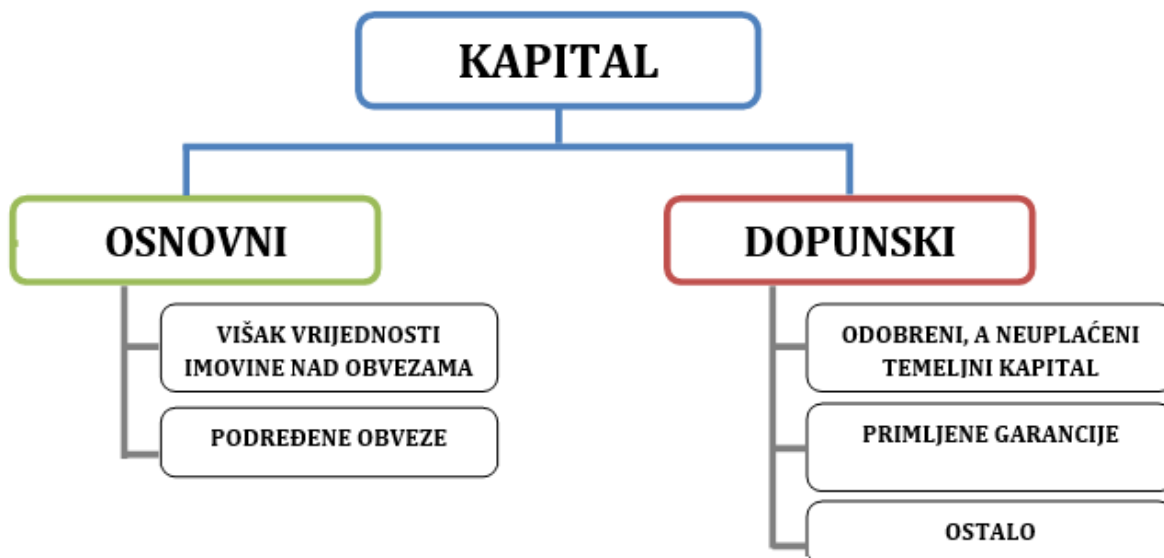 KAPITAL
OSNOVNI
VIŠAK VRIJEDNOSTI
IMOVINE NAD OBVEZAMA
PODREĐENE OBVEZE
DOPUNSKI
ODOBRENI, A NEUPLAĆENI
TEMELJNI KAPITAL
PRIMLJENE GARANCIJE
OSTALO